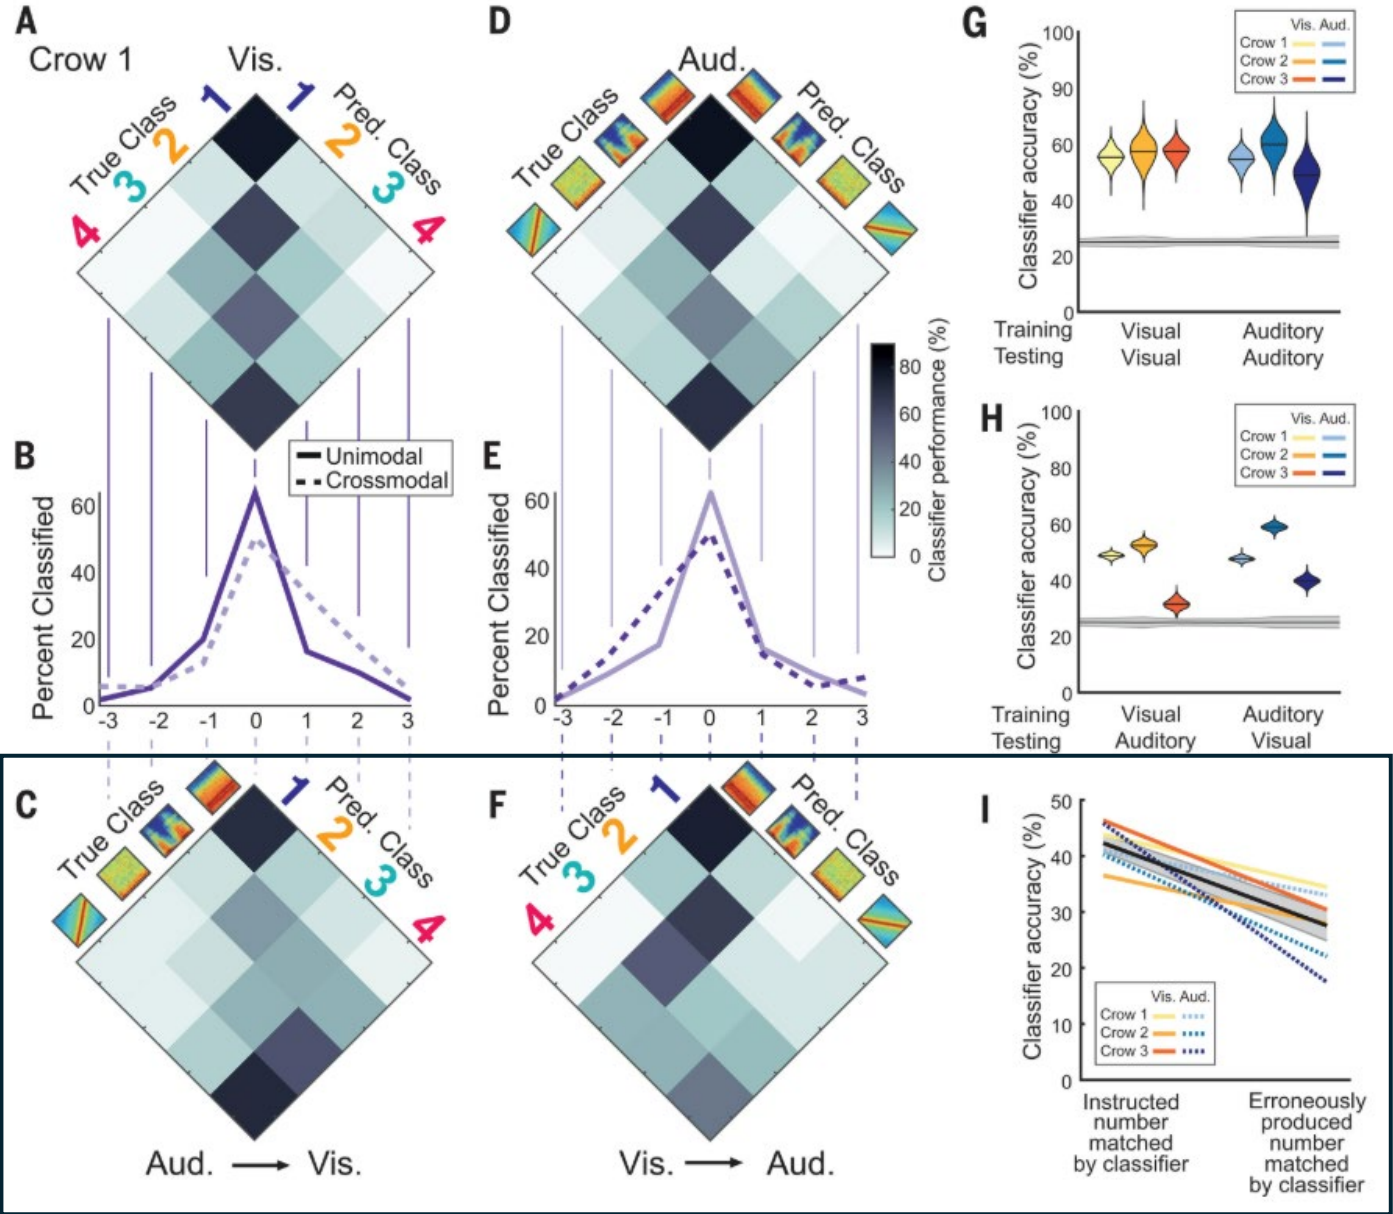 A
Crow 1
Vis.
True Class
Pred. Class
1
2
3
4
1
2
3
4
D
Aud.
True Class
Pred. Class
Classifier performance (%)
80
60
40
20
0
G
Classifier accuracy (%)
100
90
60
40
20
0
Vis. Aud.
Crow 1
Crow 2
Crow 3
Training Visual Auditory
Testing Visual Auditory
B
Unimodal
Crossmodal
Percent Classified
60
40
20
0
-3 -2 -1 0 1 2 3
E
Percent Classified
60
40
20
0
-3 -2 -1 0 1 2 3
H
Classifier accuracy (%)
100
80
60
40
20
0
Vis. Aud.
Crow 1
Crow 2
Crow 3
Training Visual Auditory
Testing Auditory Visual
C
True Class
Pred. Class
1
2
3
4
Aud. → Vis.
F
True Class
Pred. Class
1
2
3
4
Vis. → Aud.
I
Classifier accuracy (%)
50
40
30
20
10
0
Vis. Aud.
Crow 1
Crow 2
Crow 3
Instructed
number
matched
by classifier
Erroneously
produced
number
matched
by classifier